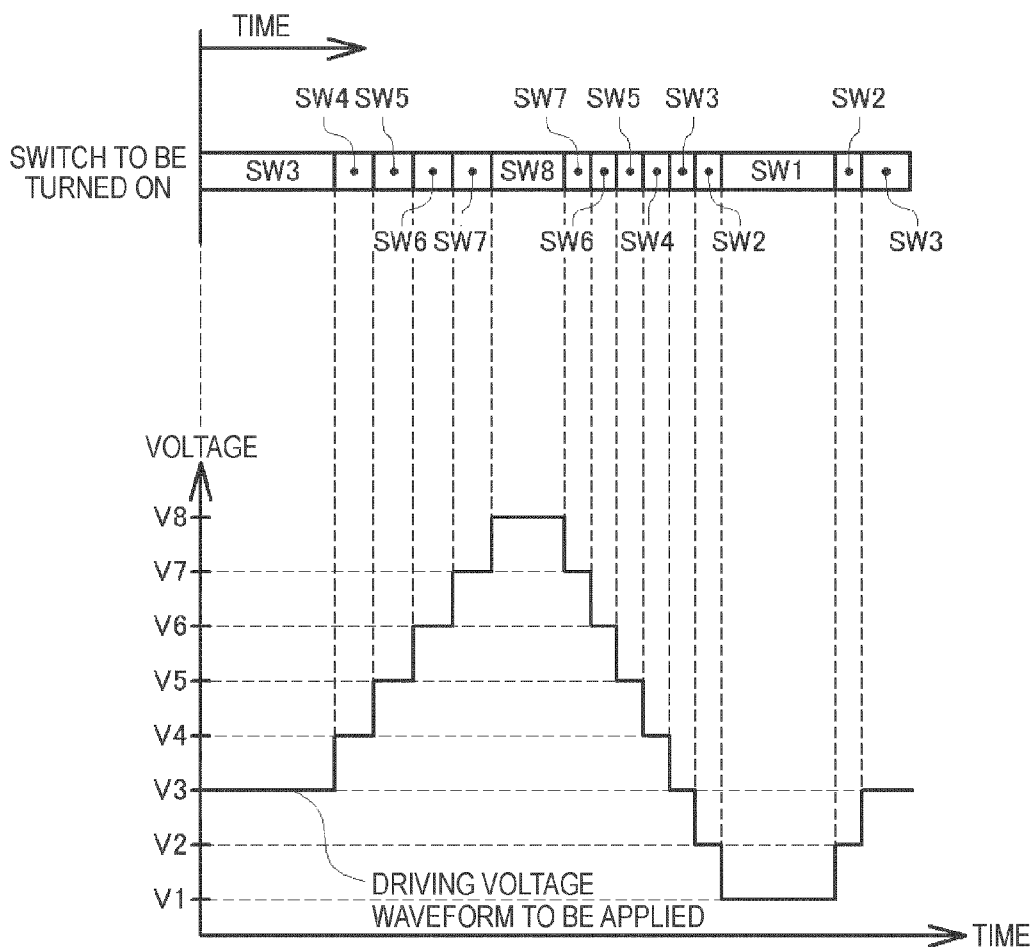 TIME
SW4 SW5 SW7 SW5 SW3 SW2
SWITCH TO BE
TURNED ON
SW3 SW8 SW1
SW6 SW7 SW6 SW4 SW2 SW3
VOLTAGE
V8
V7
V6
V5
V4
V3
V2
V1
DRIVING VOLTAGE
WAVEFORM TO BE APPLIED
TIME